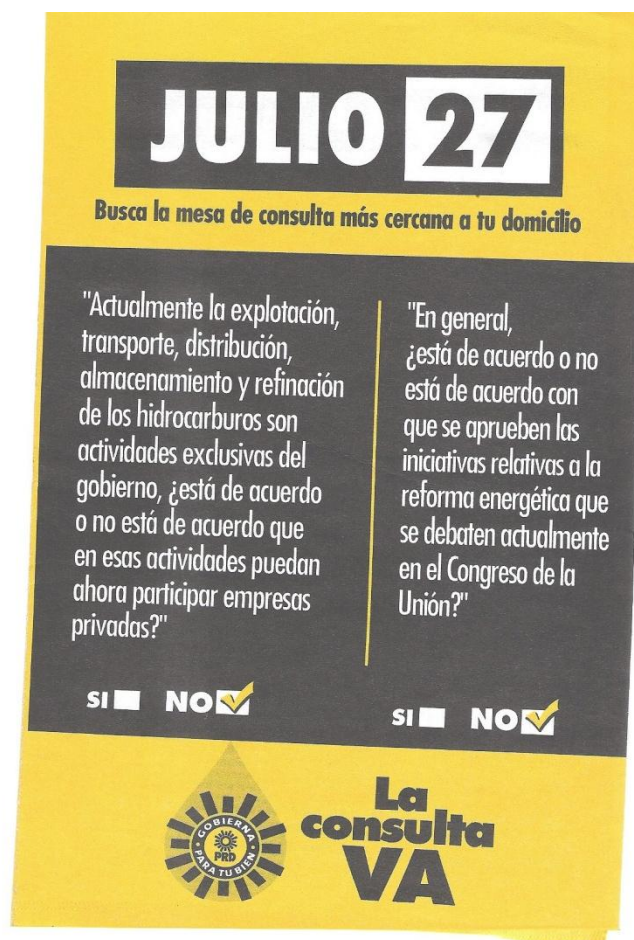 JULIO 27
Busca la mesa de consulta más cercana a tu domicilio
"Actualmente la explotación,
transporte, distribución,
almacenamiento y refinación
de los hidrocarburos son
actividades exclusivas del
gobierno, ¿está de acuerdo
o no está de acuerdo que
en esas actividades puedan
ahora participar empresas
privadas?"
SI NO
"En general,
¿está de acuerdo o no
está de acuerdo con
que se aprueben las
iniciativas relativas a la
reforma energética que
se debaten actualmente
en el Congreso de la
Unión?"
SI NO
GOBIERNA
PRD
PARA TU BIEN
La
consulta
VA